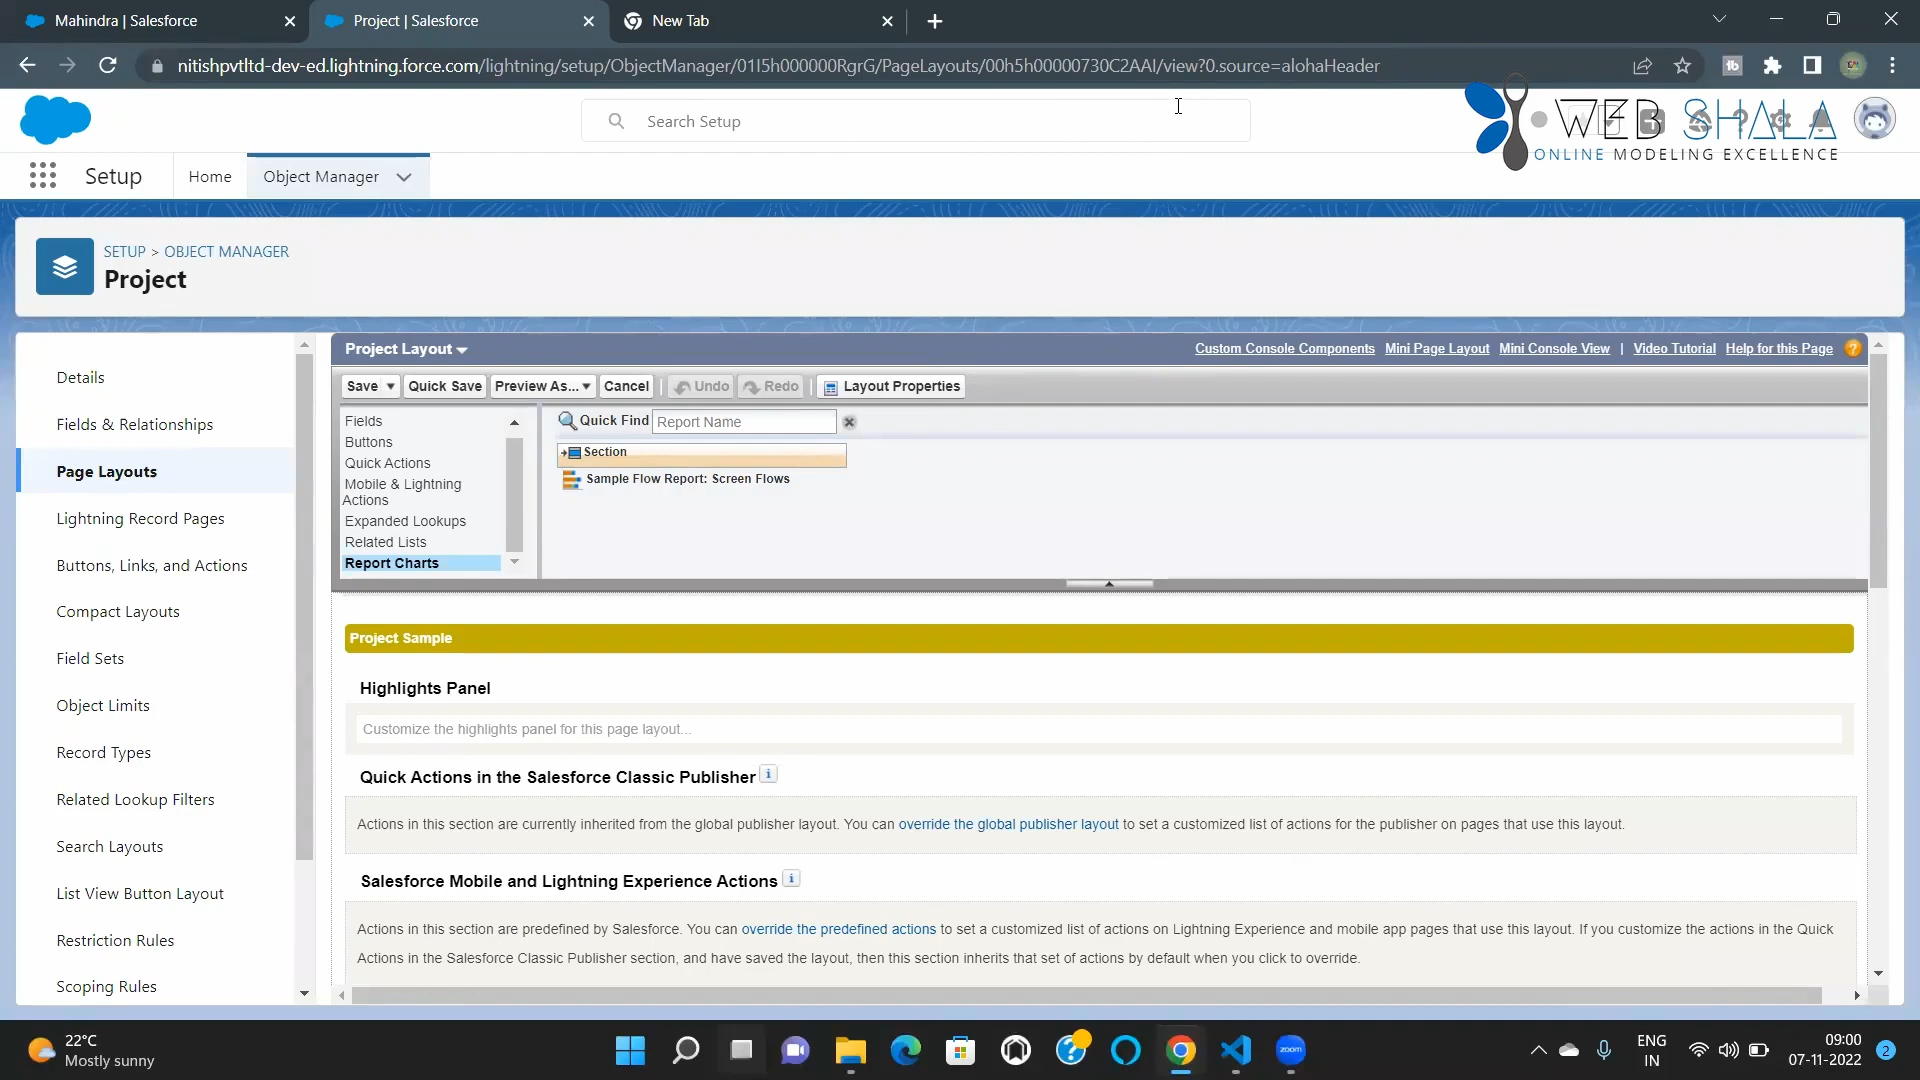 Mahindra | Salesforce
Project | Salesforce
New Tab
nitishpvtltd-dev-ed.lightning.force.com/lightning/setup/ObjectManager/01I5h000000RgrG/PageLayouts/00h5h00000730C2AAI/view?0.source=alohaHeader
Search Setup
WEB SHALA
ONLINE MODELING EXCELLENCE
Setup
Home
Object Manager
SETUP > OBJECT MANAGER
Project
Details
Fields & Relationships
Page Layouts
Lightning Record Pages
Buttons, Links, and Actions
Compact Layouts
Field Sets
Object Limits
Record Types
Related Lookup Filters
Search Layouts
List View Button Layout
Restriction Rules
Scoping Rules
Project Layout
Custom Console Components
Mini Page Layout
Mini Console View
|
Video Tutorial
Help for this Page
Save
Quick Save
Preview As...
Cancel
Undo
Redo
Layout Properties
Fields
Buttons
Quick Actions
Mobile & Lightning
Actions
Expanded Lookups
Related Lists
Report Charts
Quick Find
Report Name
Section
Sample Flow Report: Screen Flows
Project Sample
Highlights Panel
Customize the highlights panel for this page layout...
Quick Actions in the Salesforce Classic Publisher
Actions in this section are currently inherited from the global publisher layout. You can override the global publisher layout to set a customized list of actions for the publisher on pages that use this layout.
Salesforce Mobile and Lightning Experience Actions
Actions in this section are predefined by Salesforce. You can override the predefined actions to set a customized list of actions on Lightning Experience and mobile app pages that use this layout. If you customize the actions in the Quick
Actions in the Salesforce Classic Publisher section, and have saved the layout, then this section inherits that set of actions by default when you click to override.
22°C
Mostly sunny
zoom
ENG
IN
09:00
07-11-2022
2